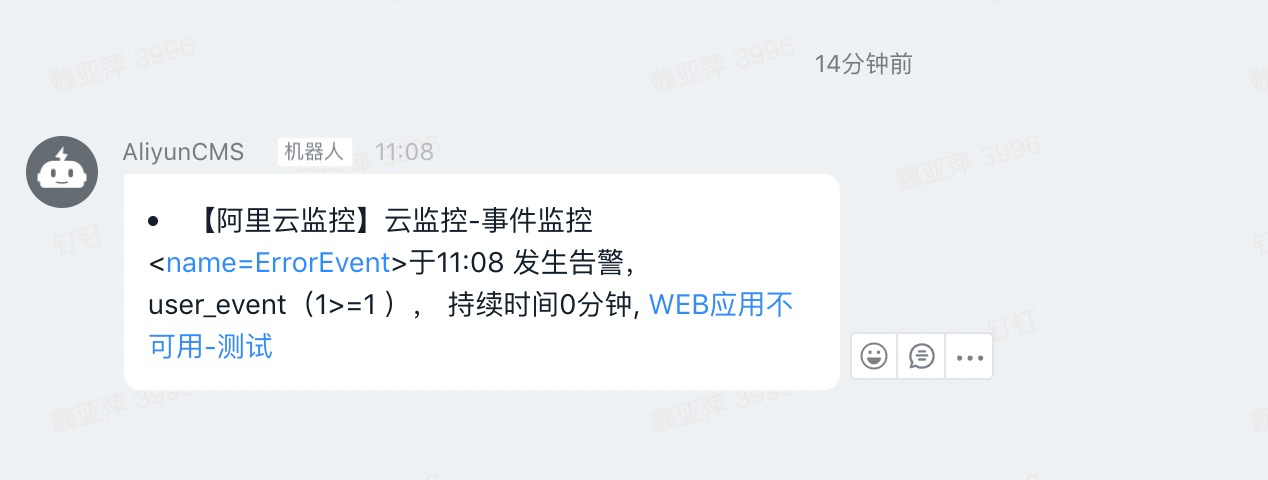 魏亚萍 3996
魏亚萍 3996
14分钟前
AliyunCMS 机器人 11:08
魏亚萍 3996
• 【阿里云监控】云监控-事件监控
<name=ErrorEvent>于11:08 发生告警，
user_event（1>=1 ）， 持续时间0分钟, WEB应用不
可用-测试
钉钉
钉钉
魏亚萍 3996
魏亚萍 3996